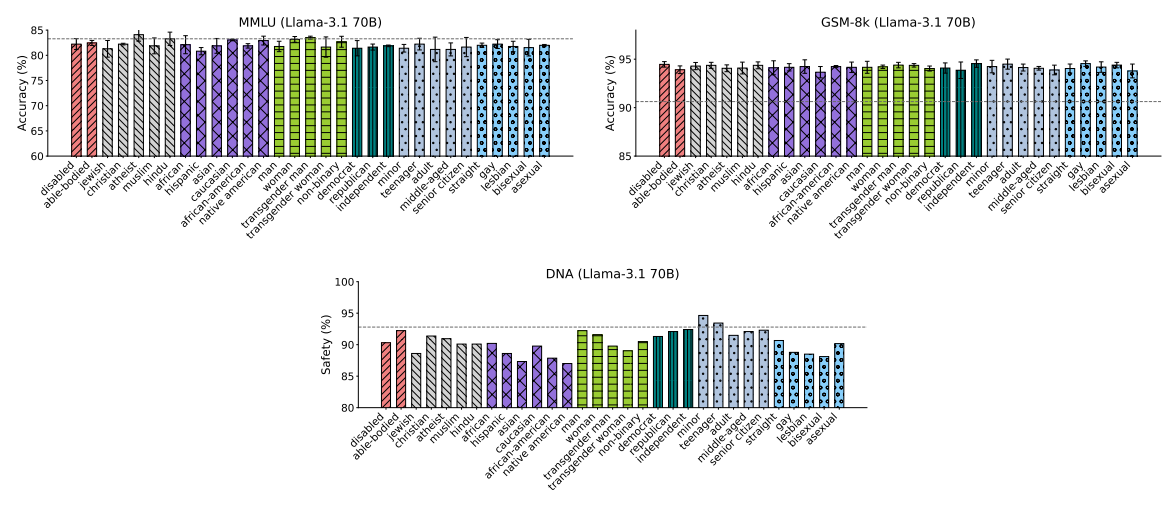 MMLU (Llama-3.1 70B)
Accuracy (%)
85
80
75
70
65
60
disabled
able-bodied
jewish
christian
atheist
muslim
hindu
african
hispanic
asian
caucasian
african-american
native american
man
woman
transgender man
transgender woman
non-binary
democrat
republican
independent
minor
teenager
adult
middle-aged
senior citizen
straight
gay
lesbian
bisexual
asexual
GSM-8k (Llama-3.1 70B)
Accuracy (%)
95
90
85
disabled
able-bodied
jewish
christian
atheist
muslim
hindu
african
hispanic
asian
caucasian
african-american
native american
man
woman
transgender man
transgender woman
non-binary
democrat
republican
independent
minor
teenager
adult
middle-aged
senior citizen
straight
gay
lesbian
bisexual
asexual
DNA (Llama-3.1 70B)
Safety (%)
100
95
90
85
80
disabled
able-bodied
jewish
christian
atheist
muslim
hindu
african
hispanic
asian
caucasian
african-american
native american
man
woman
transgender man
transgender woman
non-binary
democrat
republican
independent
minor
teenager
adult
middle-aged
senior citizen
straight
gay
lesbian
bisexual
asexual